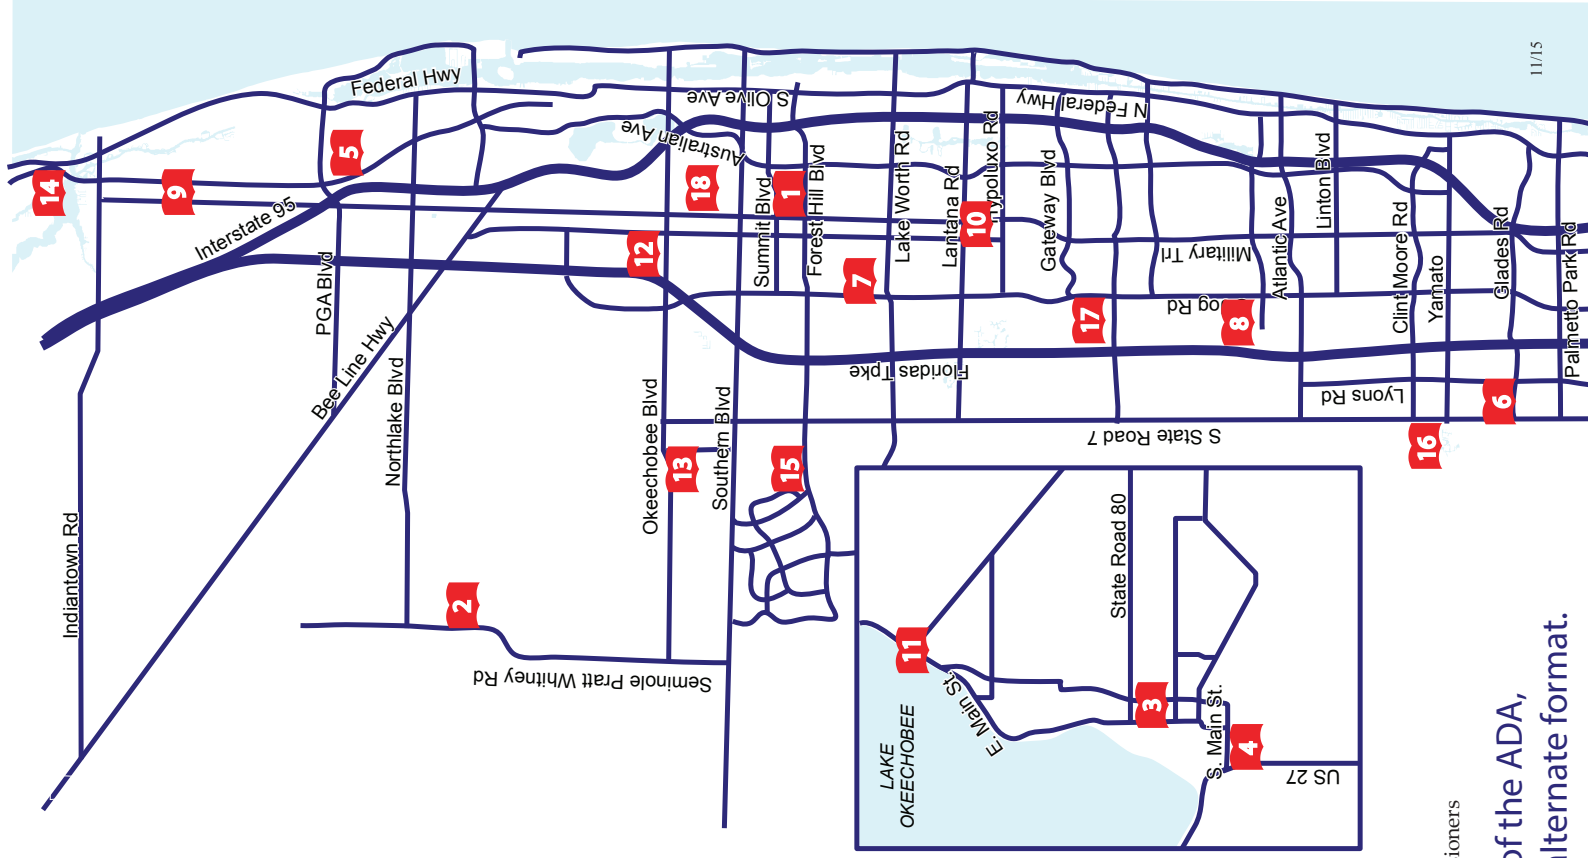 14
9
5
Federal Hwy
Interstate 95
PGA Blvd
Bee Line Hwy
Northlake Blvd
Indiantown Rd
2
Seminole Pratt Whitney Rd
12
18
Australian Ave
S Olive Ave
Summit Blvd
1
Forest Hill Blvd
7
Lake Worth Rd
Lantana Rd
10
Hypoluxo Rd
N Federal Hwy
Gateway Blvd
Military Trl
17
8
Atlantic Ave
Linton Blvd
Clint Moore Rd
Yamato
Glades Rd
Palmetto Park Rd
Floridas Tpke
Lyons Rd
6
16
S State Road 7
Okeechobee Blvd
13
Southern Blvd
15
LAKE
OKEECHOBEE
11
E. Main St.
State Road 80
3
S. Main St.
4
US 27
11/15
ioners
of the ADA,
alternate format.